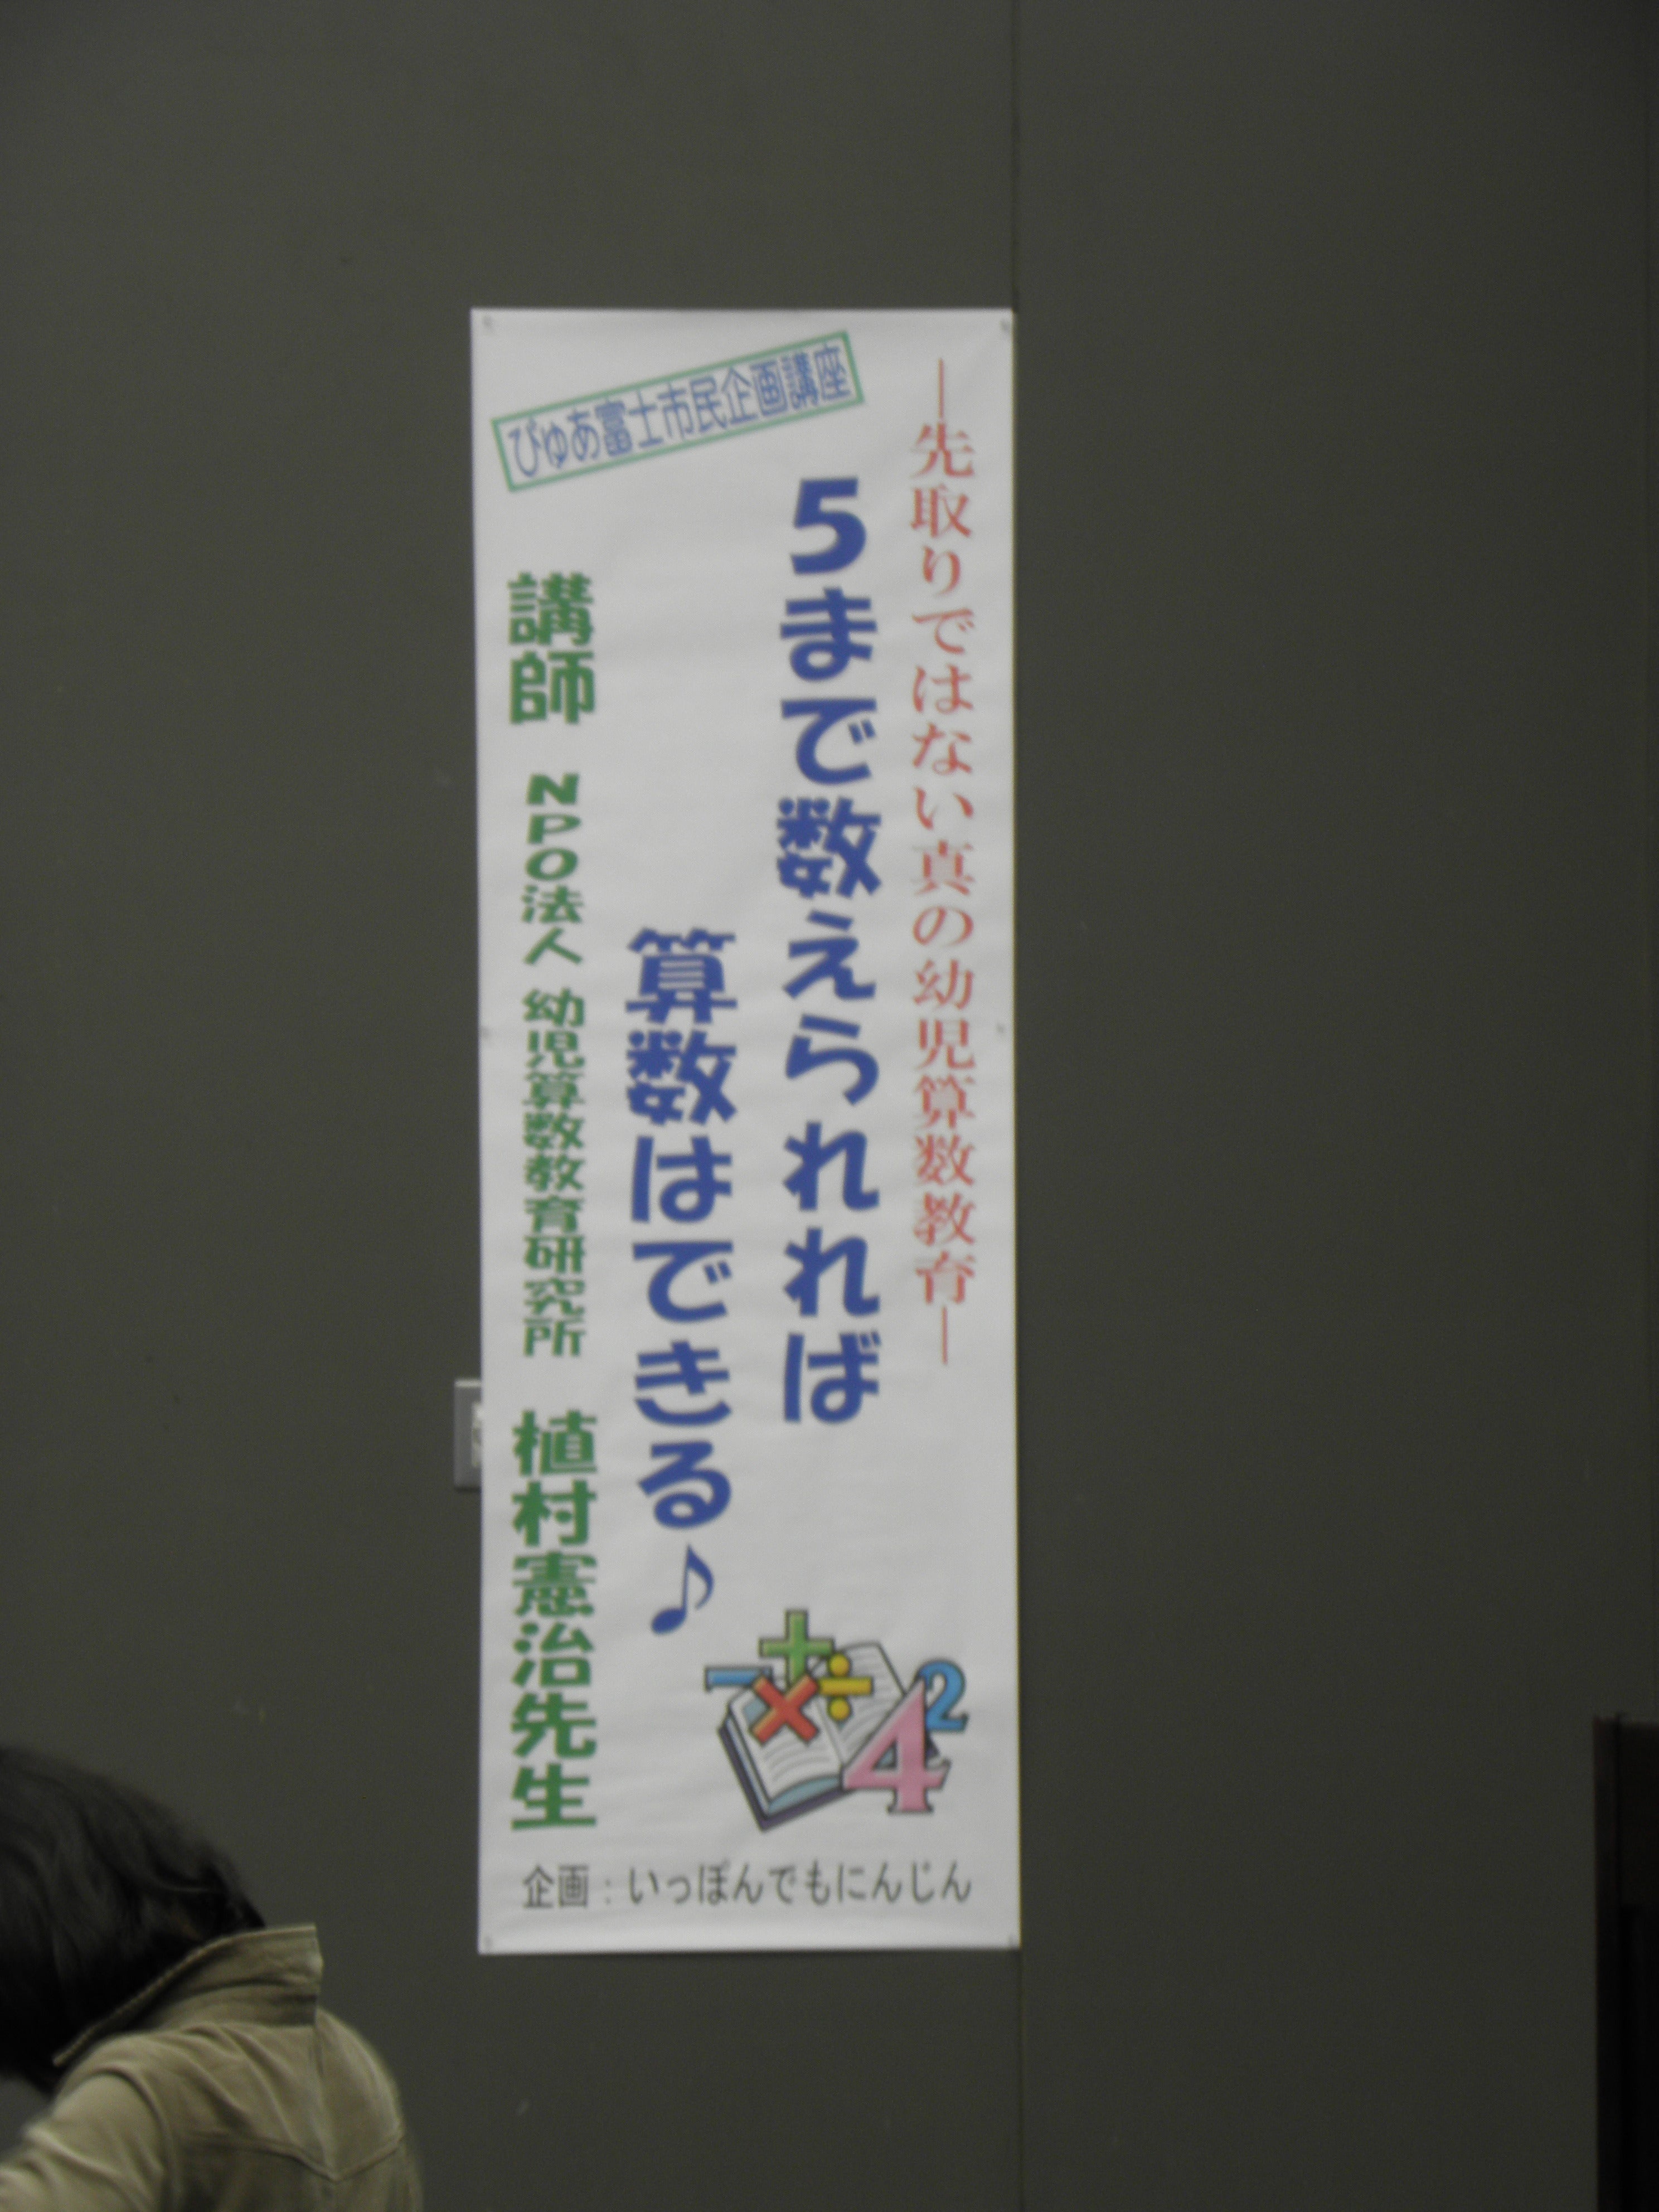 ぴゅあ富士市民企画講座
―先取りではない真の幼児算数教育―
5まで数えられれば
算数はできる♪
講師 NPO法人 幼児算数教育研究所 植村憲治先生
- + × ÷ 4 2
企画:いっぽんでもにんじん